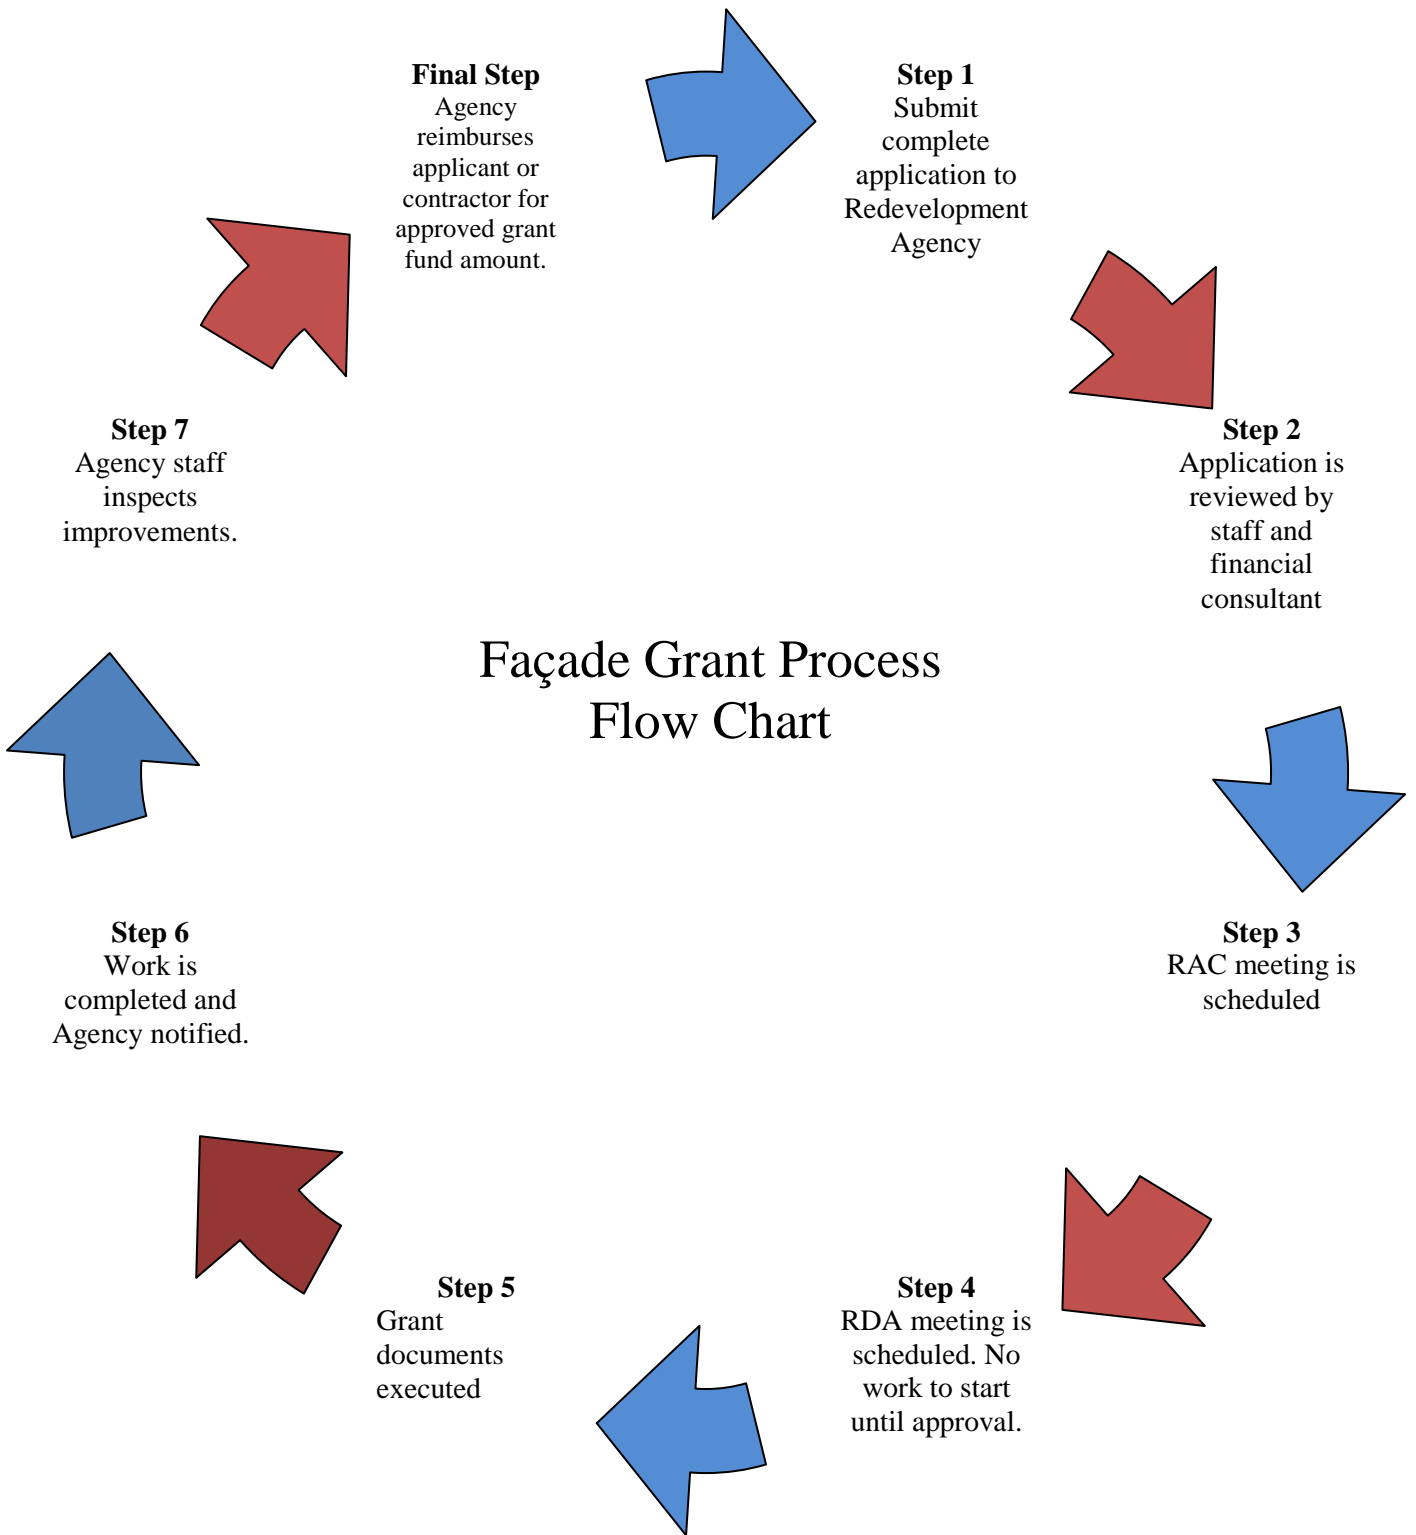 Final Step
Agency
reimburses
applicant or
contractor for
approved grant
fund amount.
Step 1
Submit
complete
application to
Redevelopment
Agency
Step 2
Application is
reviewed by
staff and
financial
consultant
Step 7
Agency staff
inspects
improvements.
Façade Grant Process
Flow Chart
Step 3
RAC meeting is
scheduled
Step 6
Work is
completed and
Agency notified.
Step 4
RDA meeting is
scheduled. No
work to start
until approval.
Step 5
Grant
documents
executed